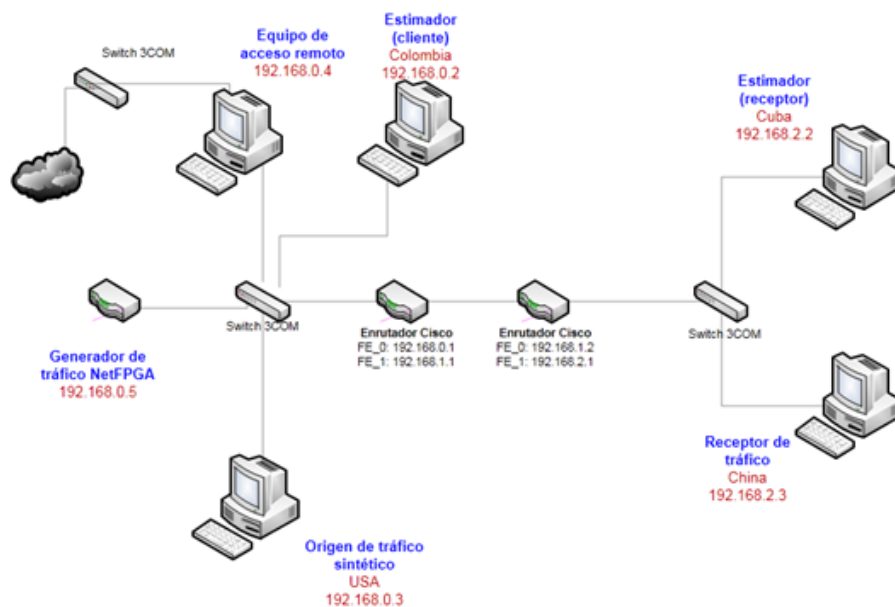 Switch 3COM
Equipo de
acceso remoto
192.168.0.4
Estimador
(cliente)
Colombia
192.168.0.2
Estimador
(receptor)
Cuba
192.168.2.2
Generador de
tráfico NetFPGA
192.168.0.5
Switch 3COM
Enrutador Cisco
FE_0: 192.168.0.1
FE_1: 192.168.1.1
Enrutador Cisco
FE_0: 192.168.1.2
FE_1: 192.168.2.1
Switch 3COM
Receptor de
tráfico
China
192.168.2.3
Origen de tráfico
sintético
USA
192.168.0.3